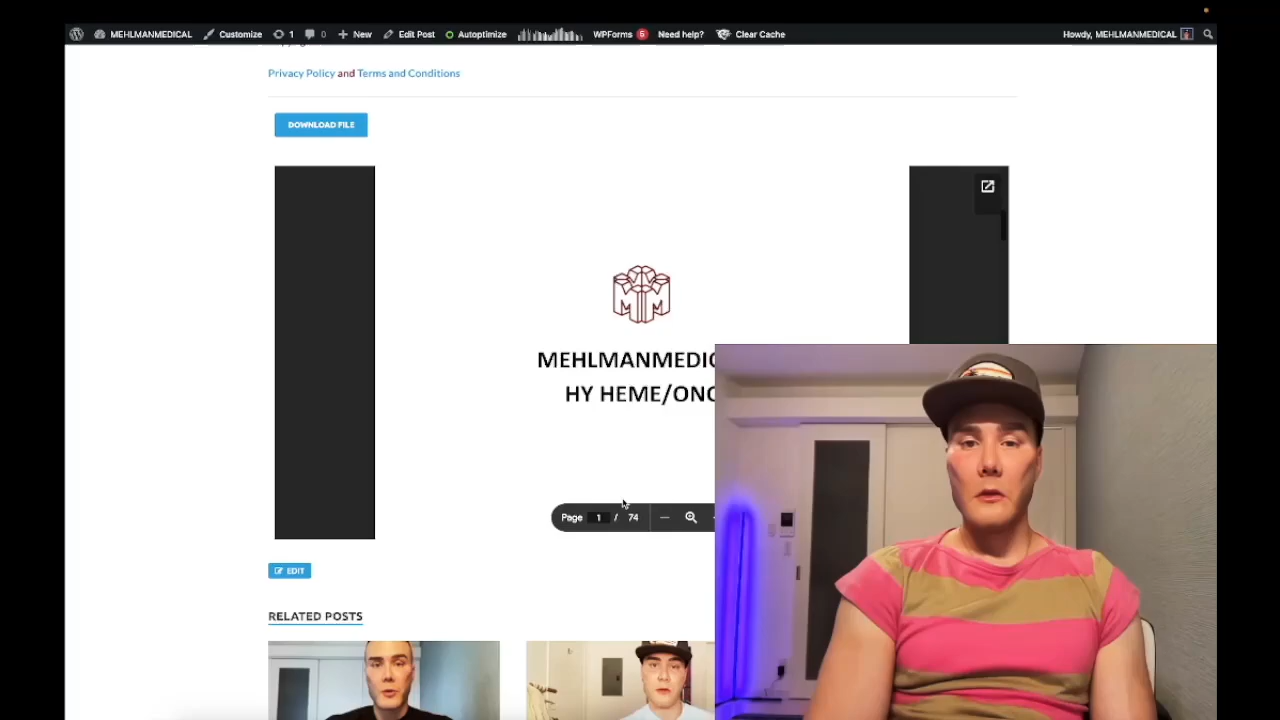 MEHLMANMEDICAL Customize 1 0 New Edit Post Autoptimize WPForms 5 Need help? Clear Cache Howdy, MEHLMANMEDICAL
Privacy Policy and Terms and Conditions
DOWNLOAD FILE
MEHLMANMEDIC
HY HEME/ONC
Page 1 / 74
EDIT
RELATED POSTS